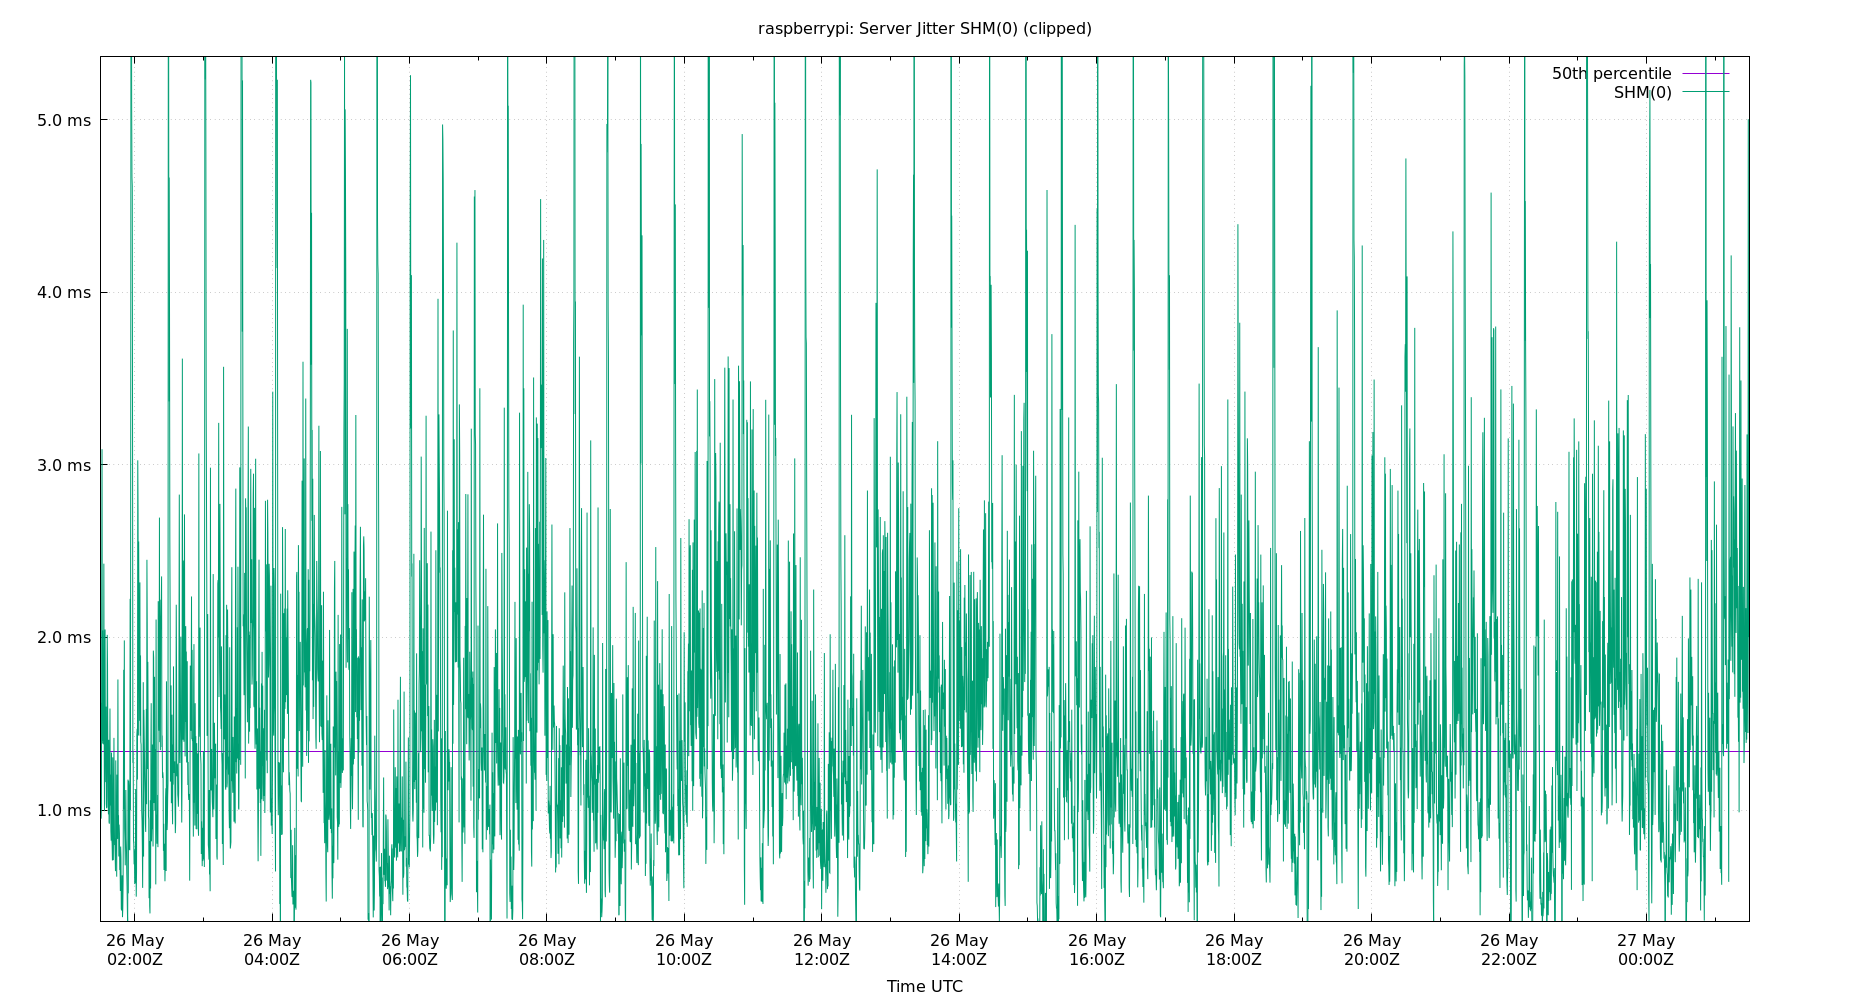 raspberrypi: Server Jitter SHM(0) (clipped)
50th percentile
SHM(0)
5.0 ms
4.0 ms
3.0 ms
2.0 ms
1.0 ms
26 May 26 May 26 May 26 May 26 May 26 May 26 May 26 May 26 May 26 May 26 May 27 May
02:00Z 04:00Z 06:00Z 08:00Z 10:00Z 12:00Z 14:00Z 16:00Z 18:00Z 20:00Z 22:00Z 00:00Z
Time UTC